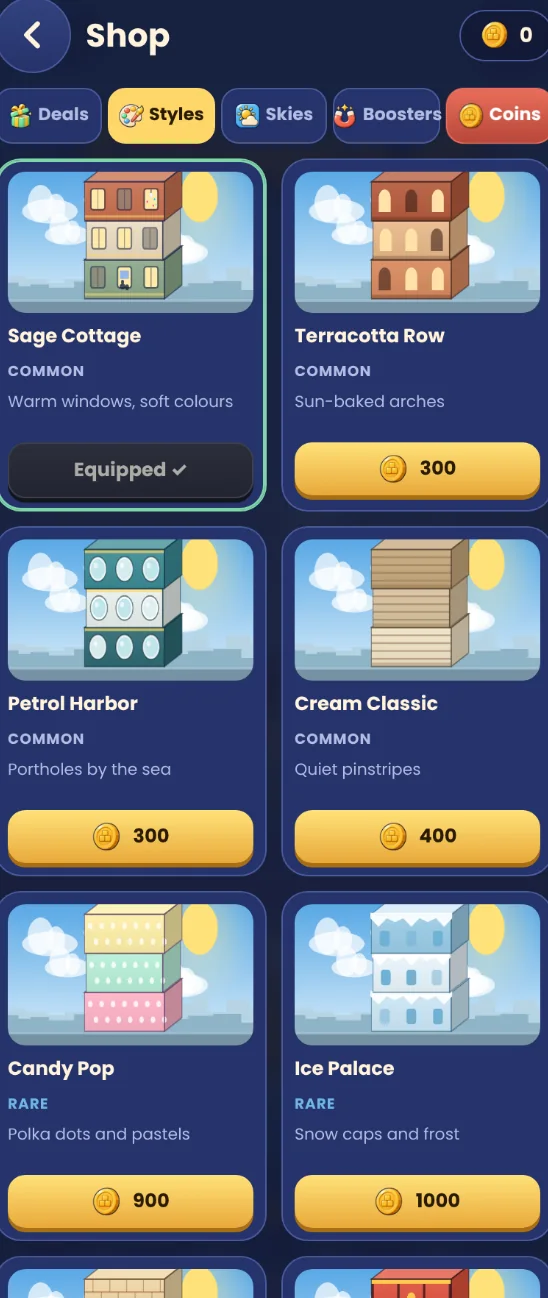 Shop
0
Deals
Styles
Skies
Boosters
Coins
Sage Cottage
COMMON
Warm windows, soft colours
Equipped ✓
Terracotta Row
COMMON
Sun-baked arches
300
Petrol Harbor
COMMON
Portholes by the sea
300
Cream Classic
COMMON
Quiet pinstripes
400
Candy Pop
RARE
Polka dots and pastels
900
Ice Palace
RARE
Snow caps and frost
1000